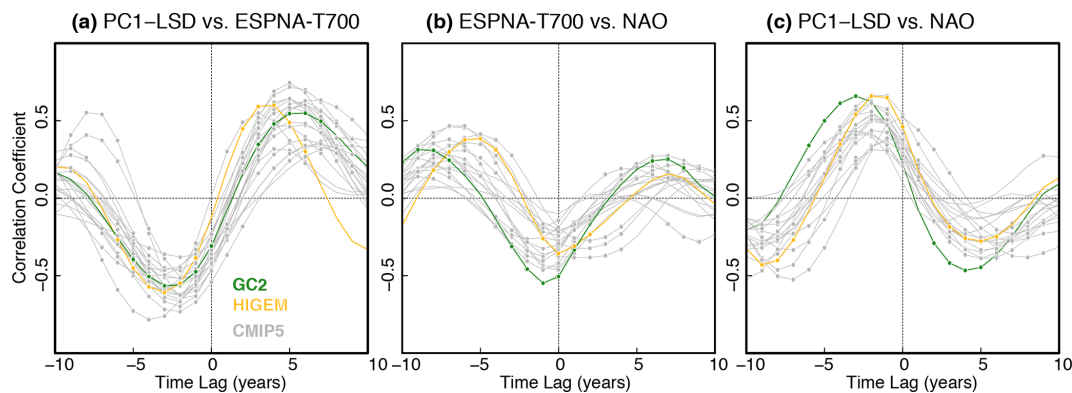 (a) PC1−LSD vs. ESPNA-T700
(b) ESPNA-T700 vs. NAO
(c) PC1−LSD vs. NAO
Correlation Coefficient
0.5
0.0
−0.5
GC2
HIGEM
CMIP5
−10 −5 0 5 10
Time Lag (years)
0.5
0.0
−0.5
−10 −5 0 5 10
Time Lag (years)
0.5
0.0
−0.5
−10 −5 0 5 10
Time Lag (years)